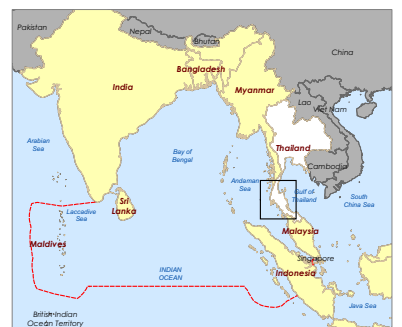 Pakistan
Nepal
Bhutan
China
Bangladesh
India
Myanmar
Lao
Viet Nam
Arabian
Sea
Bay of
Bengal
Thailand
Cambodia
Andaman
Sea
Gulf of
Thailand
South
China Sea
Sri
Lanka
Laccadive
Sea
Maldives
Malaysia
Singapore
INDIAN
OCEAN
Indonesia
Java Sea
British Indian
Ocean Territory